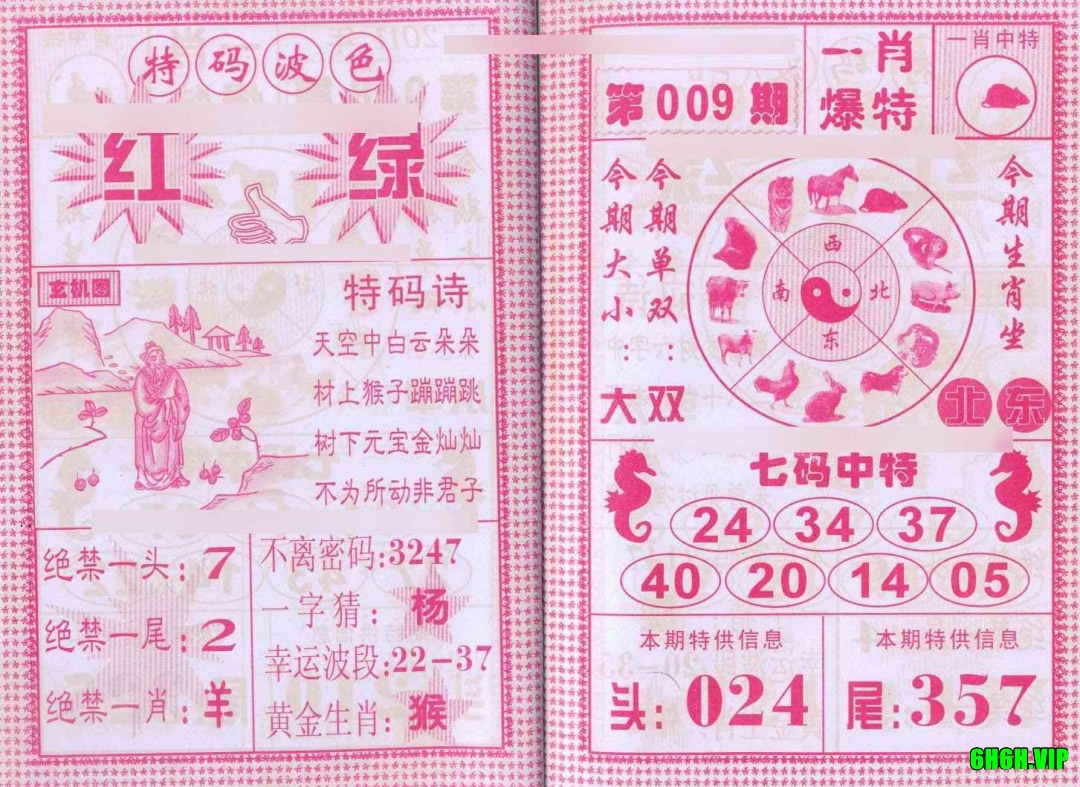 特码波色
红 绿
玄机图
特码诗
天空中白云朵朵
材上猴子蹦蹦跳
树下元宝金灿灿
不为所动非君子
绝禁一头:7
绝禁一尾:2
绝禁一肖:羊
不离密码:3247
一字猜:杨
幸运波段:22-37
黄金生肖:猴
第009期
一肖
爆特
一肖中特
今期大小:大
今期单双:双
西
南 北
东
今期生肖坐
北东
七码中特
24 34 37
40 20 14 05
本期特供信息
头:024
本期特供信息
尾:357
6H6H.VIP